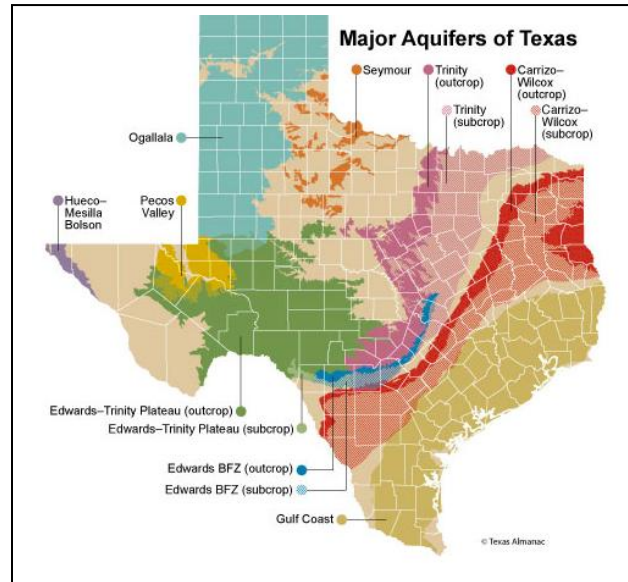 Major Aquifers of Texas
Seymour
Trinity
(outcrop)
Carrizo–
Wilcox
(outcrop)
Trinity
(subcrop)
Carrizo–
Wilcox
(subcrop)
Ogallala
Hueco–
Mesilla
Bolson
Pecos
Valley
Edwards–Trinity Plateau (outcrop)
Edwards–Trinity Plateau (subcrop)
Edwards BFZ (outcrop)
Edwards BFZ (subcrop)
Gulf Coast
© Texas Almanac